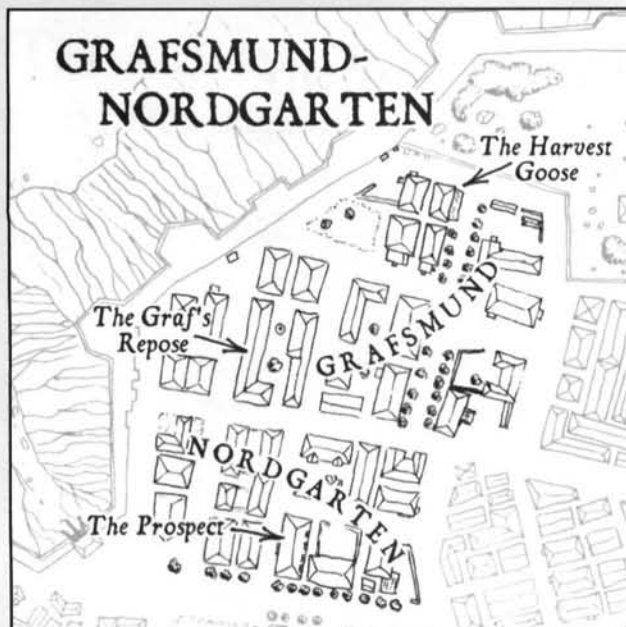 GRAFSMUND-
NORDGARTEN
The Harvest
Goose
GRAFSMUND
The Graf's
Repose
NORDGARTEN
The Prospect